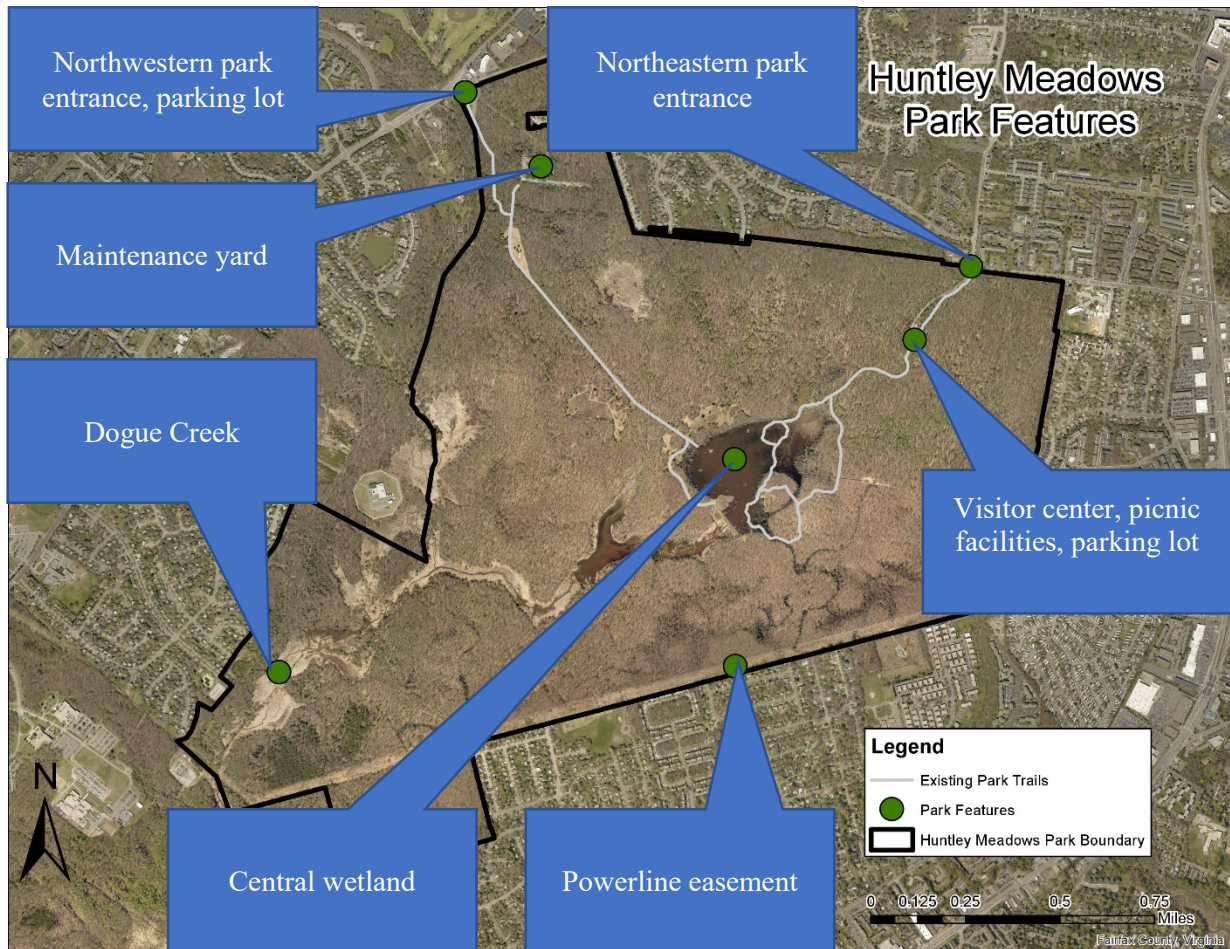 Northwestern park
entrance, parking lot
Northeastern park
entrance
Huntley Meadows
Park Features
Maintenance yard
Dogue Creek
Visitor center, picnic
facilities, parking lot
Central wetland
Powerline easement
N
Legend
Existing Park Trails
Park Features
Huntley Meadows Park Boundary
0 0.125 0.25 0.5 0.75
Miles
Fairfax County, Virginia